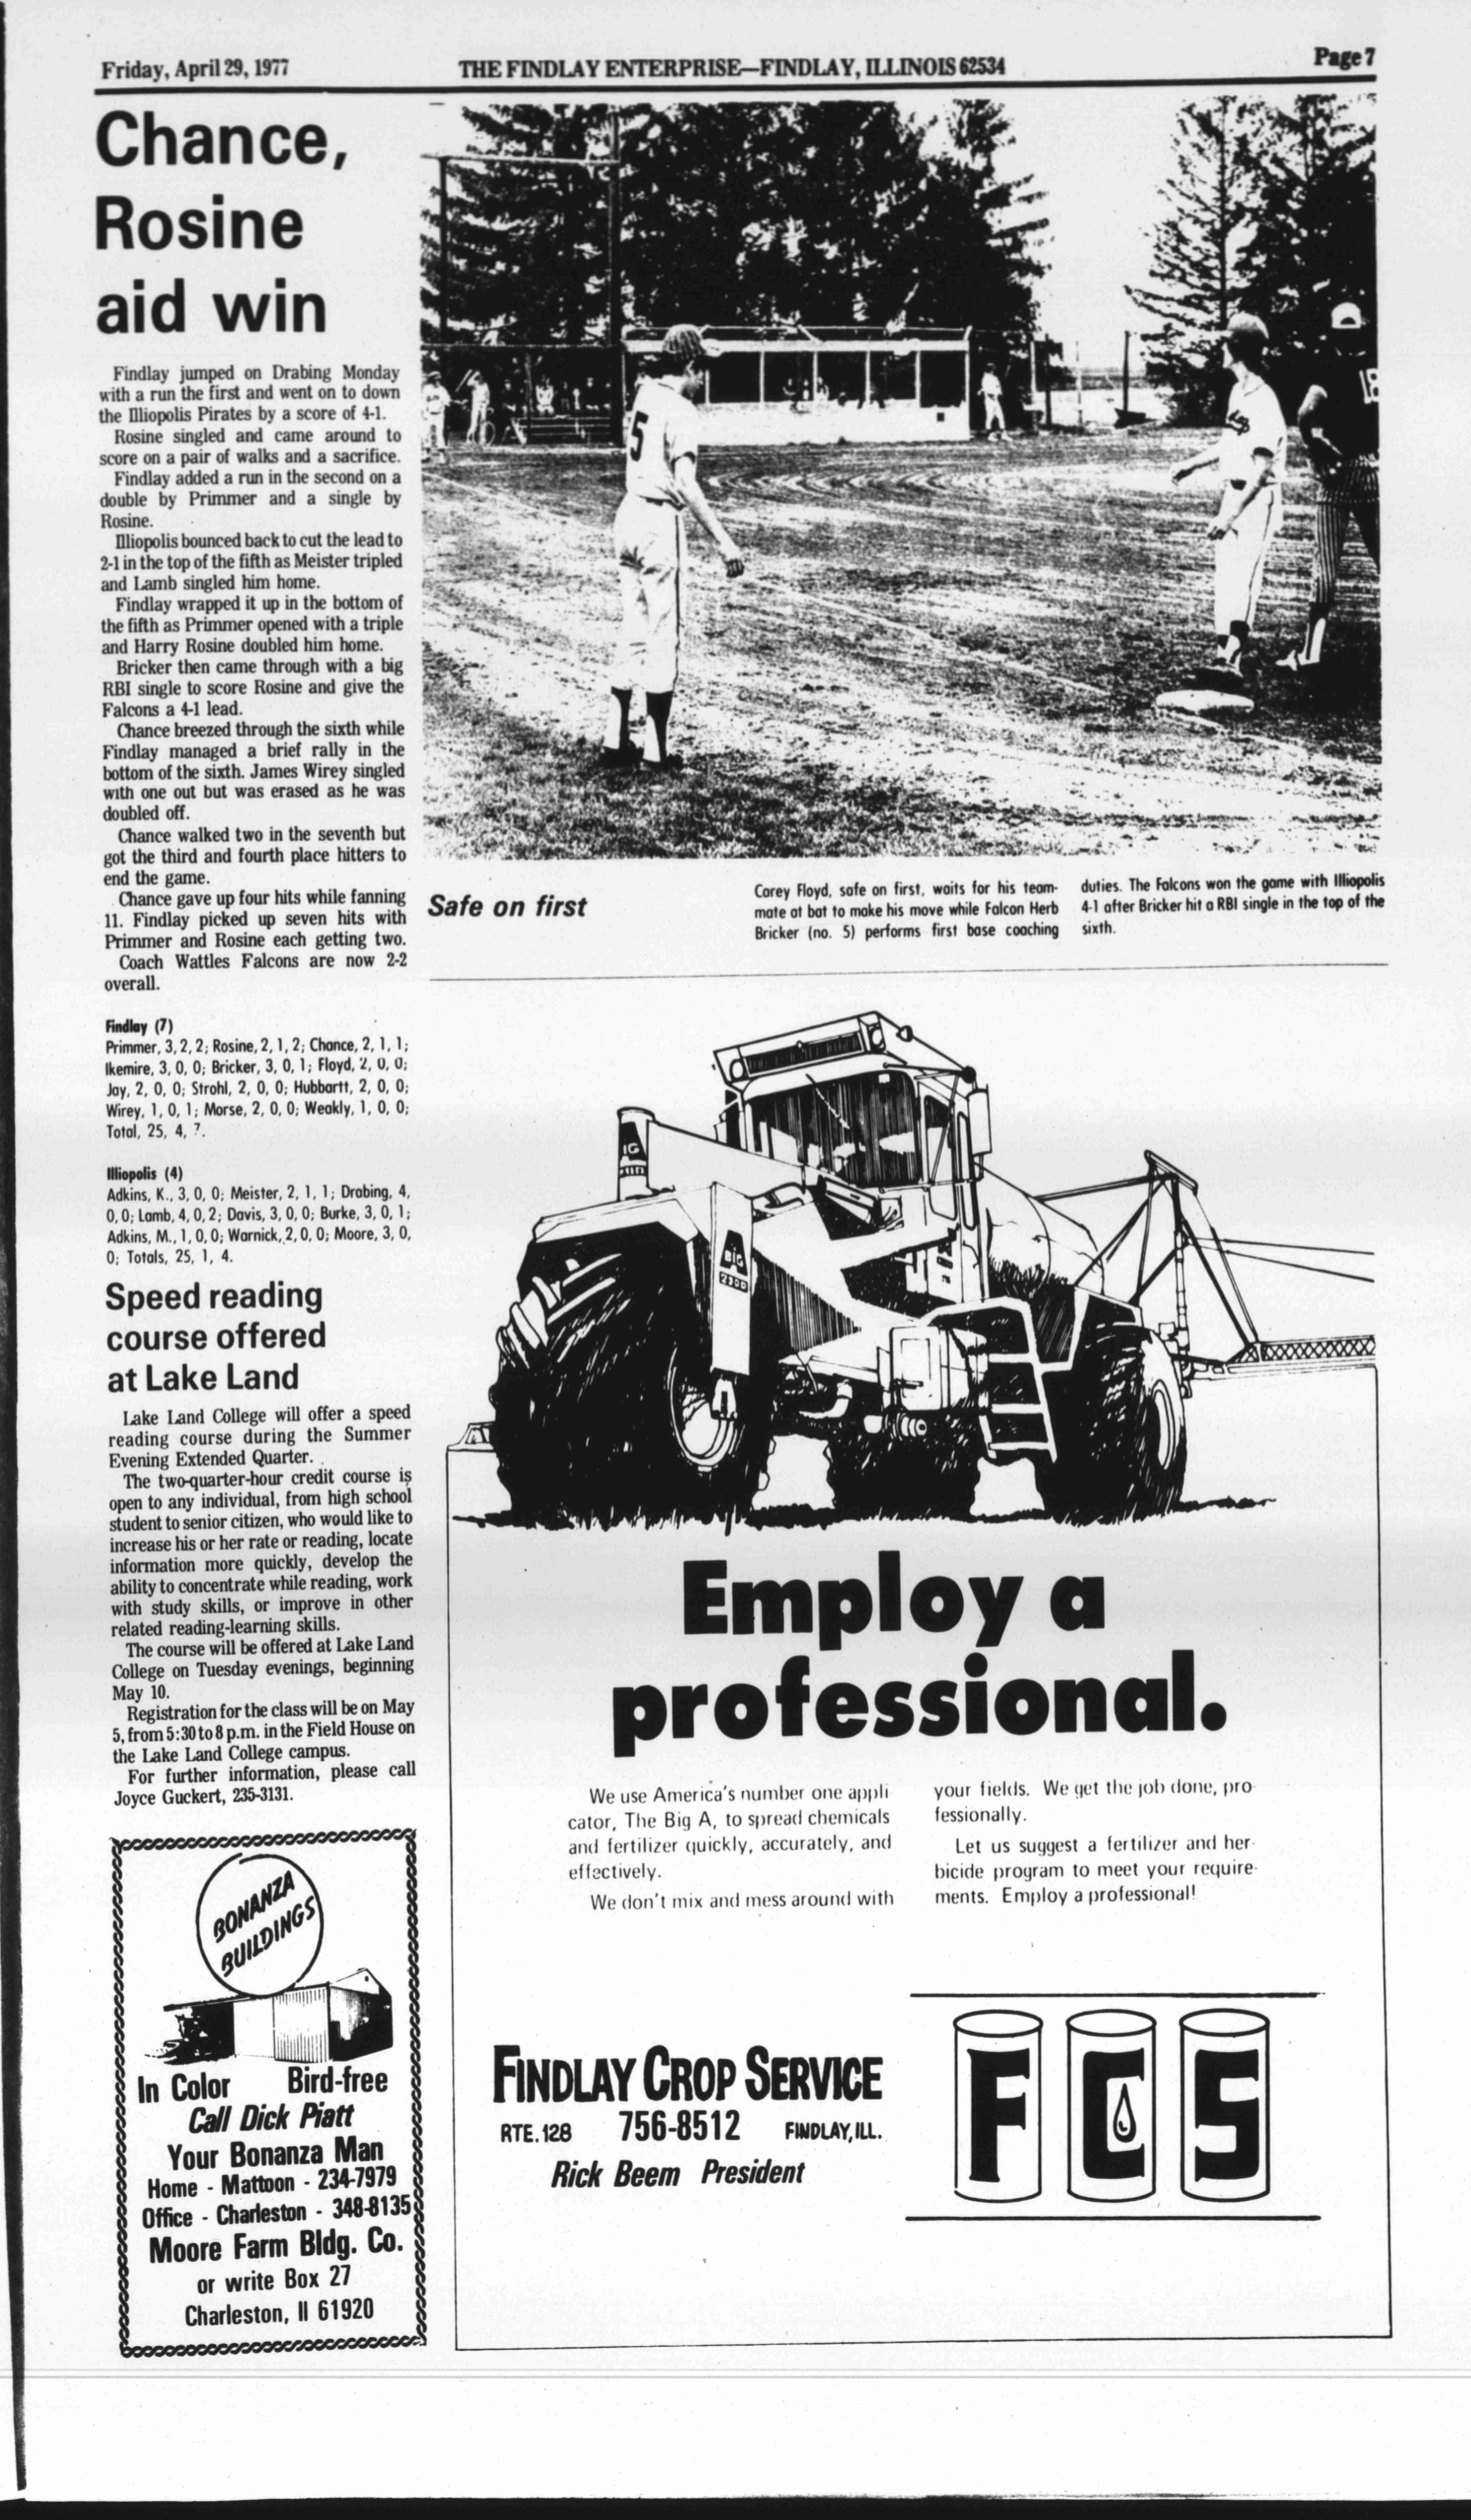 Friday, April 29, 1977
THE FINDLAY ENTERPRISE—FINDLAY, ILLINOIS 62534
Page 7
Chance,
Rosine
aid win
Findlay jumped on Drabing Monday
with a run the first and went on to down
the Illiopolis Pirates by a score of 4-1.
Rosine singled and came around to
score on a pair of walks and a sacrifice.
Findlay added a run in the second on a
double by Primmer and a single by
Rosine.
Illiopolis bounced back to cut the lead to
2-1 in the top of the fifth as Meister tripled
and Lamb singled him home.
Findlay wrapped it up in the bottom of
the fifth as Primmer opened with a triple
and Harry Rosine doubled him home.
Bricker then came through with a big
RBI single to score Rosine and give the
Falcons a 4-1 lead.
Chance breezed through the sixth while
Findlay managed a brief rally in the
bottom of the sixth. James Wirey singled
with one out but was erased as he was
doubled off.
Chance walked two in the seventh but
got the third and fourth place hitters to
end the game.
Chance gave up four hits while fanning
11. Findlay picked up seven hits with
Primmer and Rosine each getting two.
Coach Wattles Falcons are now 2-2
overall.
Findlay (7)
Primmer, 3, 2, 2; Rosine, 2, 1, 2; Chance, 2, 1, 1;
Ikemire, 3, 0, 0; Bricker, 3, 0, 1; Floyd, 2, 0, 0;
Jay, 2, 0, 0; Strohl, 2, 0, 0; Hubbartt, 2, 0, 0;
Wirey, 1, 0, 1; Morse, 2, 0, 0; Weakly, 1, 0, 0;
Total, 25, 4, 7.
Illiopolis (4)
Adkins, K., 3, 0, 0; Meister, 2, 1, 1; Drabing, 4,
0, 0; Lamb, 4, 0, 2; Davis, 3, 0, 0; Burke, 3, 0, 1;
Adkins, M., 1, 0, 0; Warnick, 2, 0, 0; Moore, 3, 0,
0; Totals, 25, 1, 4.
Speed reading
course offered
at Lake Land
Lake Land College will offer a speed
reading course during the Summer
Evening Extended Quarter.
The two-quarter-hour credit course is
open to any individual, from high school
student to senior citizen, who would like to
increase his or her rate or reading, locate
information more quickly, develop the
ability to concentrate while reading, work
with study skills, or improve in other
related reading-learning skills.
The course will be offered at Lake Land
College on Tuesday evenings, beginning
May 10.
Registration for the class will be on May
5, from 5:30 to 8 p.m. in the Field House on
the Lake Land College campus.
For further information, please call
Joyce Guckert, 235-3131.
BONANZA
BUILDINGS
In Color Bird-free
Call Dick Piatt
Your Bonanza Man
Home - Mattoon - 234-7979
Office - Charleston - 348-8135
Moore Farm Bldg. Co.
or write Box 27
Charleston, Il 61920
5
Safe on first
Corey Floyd, safe on first, waits for his team-
mate at bat to make his move while Falcon Herb
Bricker (no. 5) performs first base coaching
duties. The Falcons won the game with Illiopolis
4-1 after Bricker hit a RBI single in the top of the
sixth.
IG
BIG
2300
Employ a
professional.
We use America's number one appli
cator, The Big A, to spread chemicals
and fertilizer quickly, accurately, and
effectively.
We don't mix and mess around with
your fields. We get the job done, pro
fessionally.
Let us suggest a fertilizer and her-
bicide program to meet your require-
ments. Employ a professional!
FINDLAY CROP SERVICE
RTE. 128 756-8512 FINDLAY, ILL.
Rick Beem President
FCS